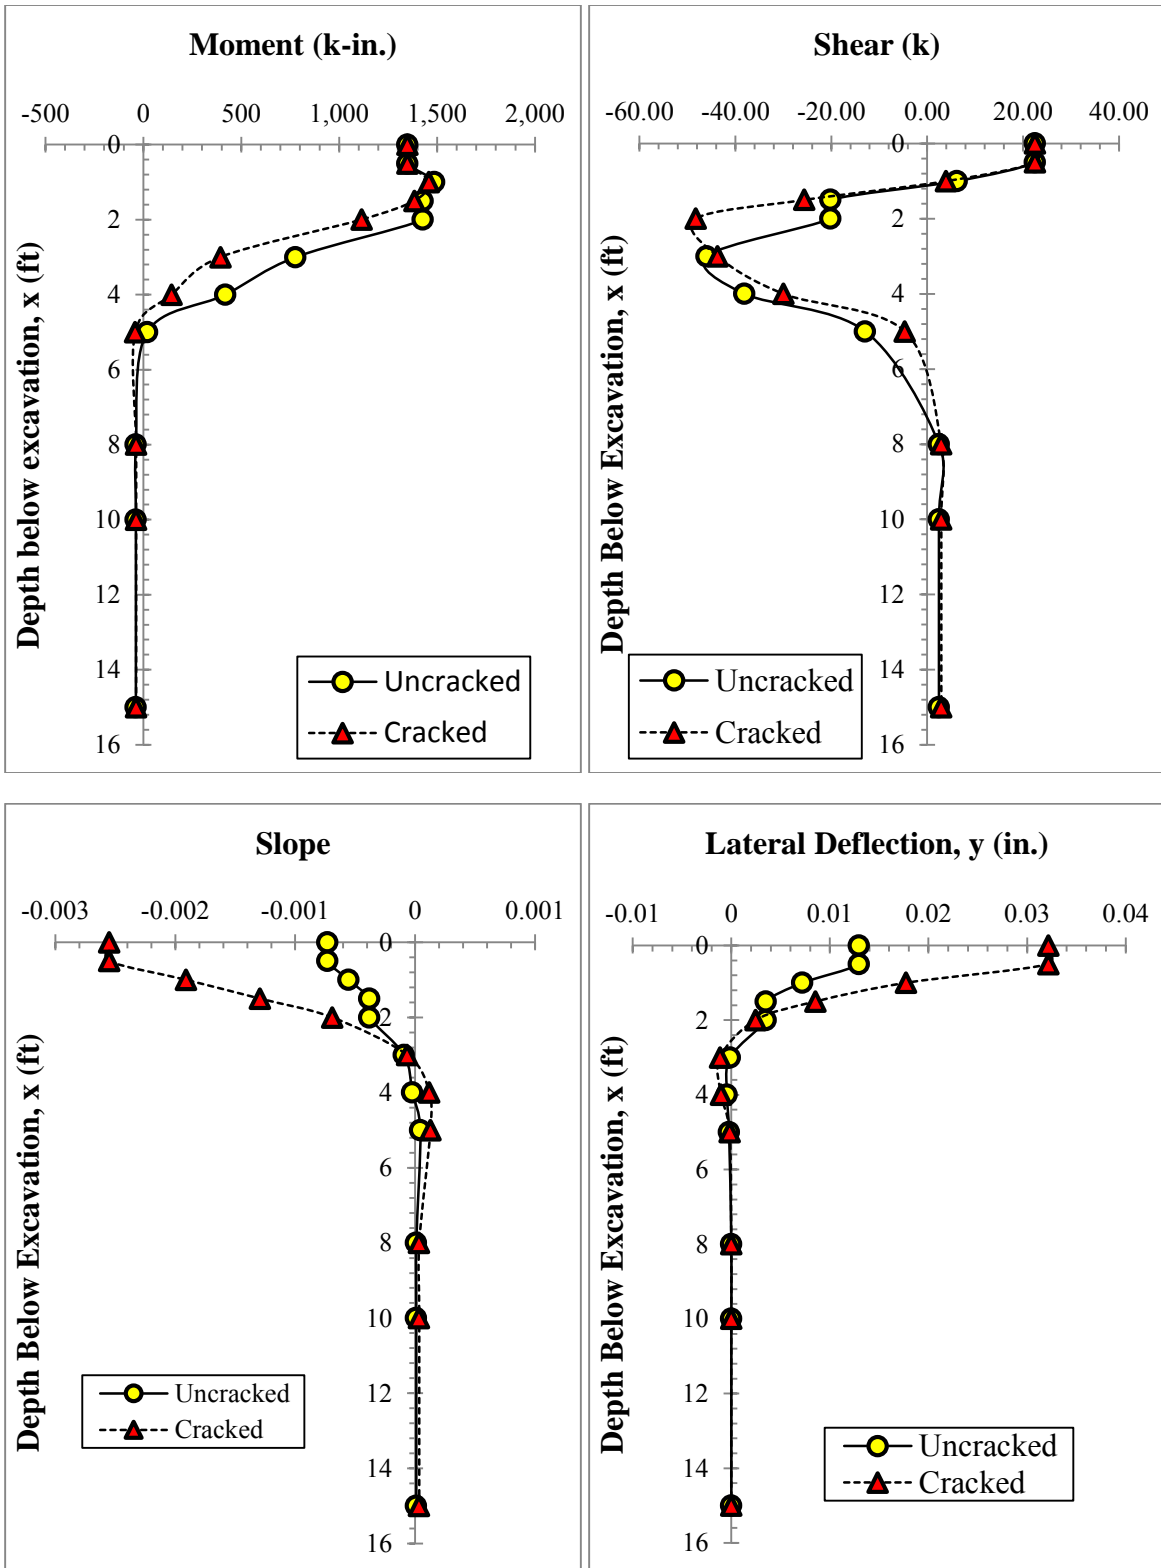 Moment (k-in.)
-500 0 500 1,000 1,500 2,000
0
2
4
6
8
10
12
14
16
Depth below excavation, x (ft)
Uncracked
Cracked
Shear (k)
-60.00 -40.00 -20.00 0.00 20.00 40.00
0
2
4
6
8
10
12
14
16
Depth Below Excavation, x (ft)
Uncracked
Cracked
Slope
-0.003 -0.002 -0.001 0 0.001
0
2
4
6
8
10
12
14
16
Depth Below Excavation, x (ft)
Uncracked
Cracked
Lateral Deflection, y (in.)
-0.01 0 0.01 0.02 0.03 0.04
0
2
4
6
8
10
12
14
16
Depth Below Excavation, x (ft)
Uncracked
Cracked